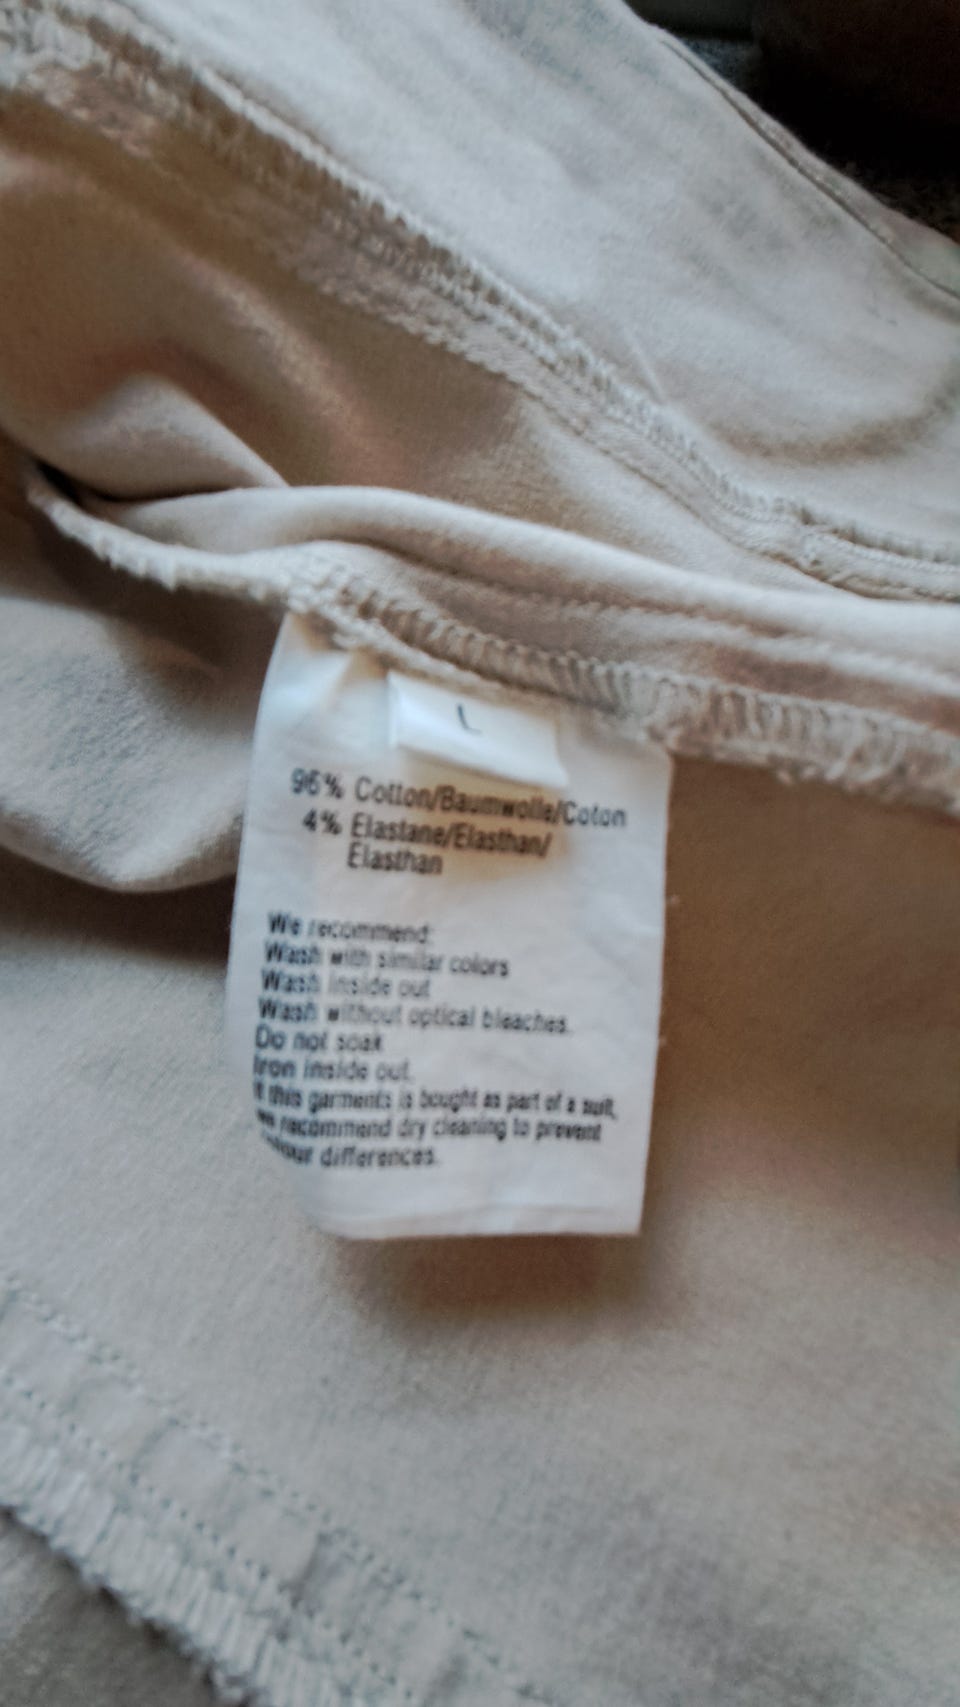 L
96% Cotton/Baumwolle/Coton
4% Elastane/Elasthan/
Elasthan
We recommend:
Wash with similar colors
Wash inside out
Wash without optical bleaches.
Do not soak
Iron inside out.
If this garments is bought as part of a suit,
we recommend dry cleaning to prevent
colour differences.